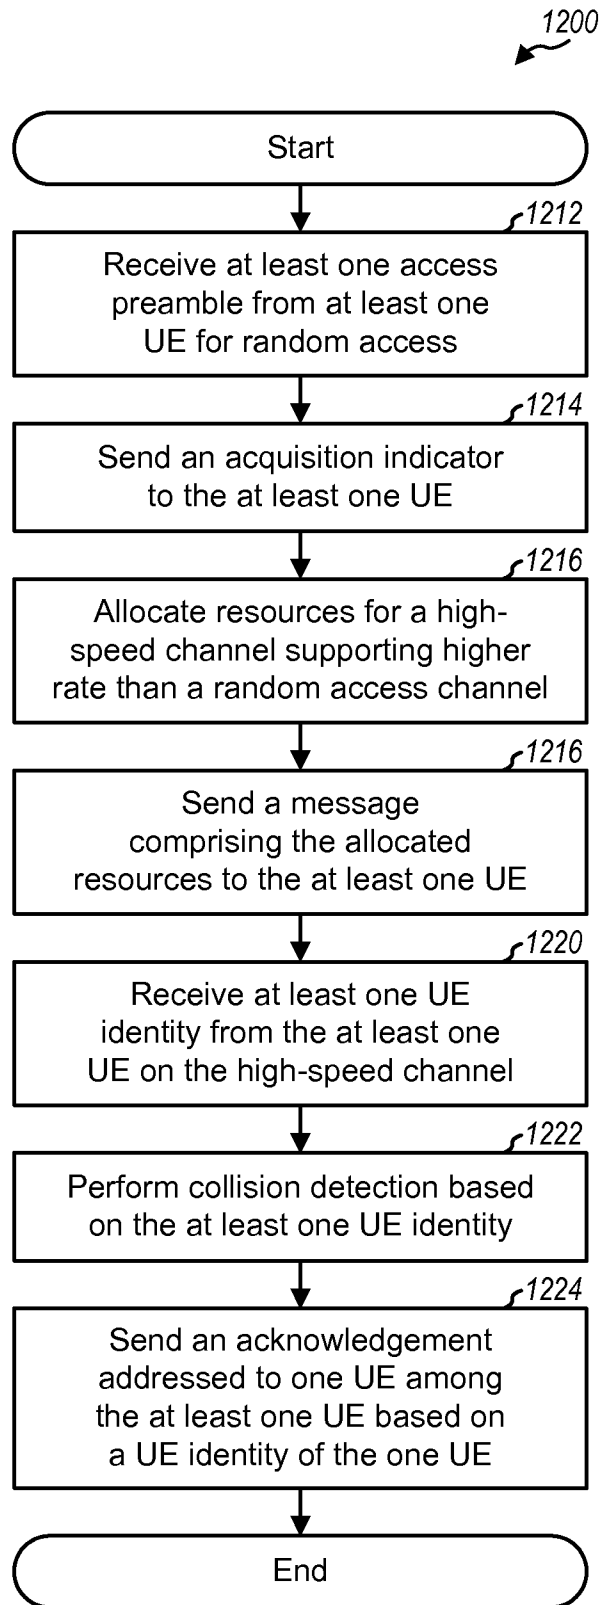 1200
Start
1212
Receive at least one access
preamble from at least one
UE for random access
1214
Send an acquisition indicator
to the at least one UE
1216
Allocate resources for a high-
speed channel supporting higher
rate than a random access channel
1216
Send a message
comprising the allocated
resources to the at least one UE
1220
Receive at least one UE
identity from the at least one
UE on the high-speed channel
1222
Perform collision detection based
on the at least one UE identity
1224
Send an acknowledgement
addressed to one UE among
the at least one UE based on
a UE identity of the one UE
End